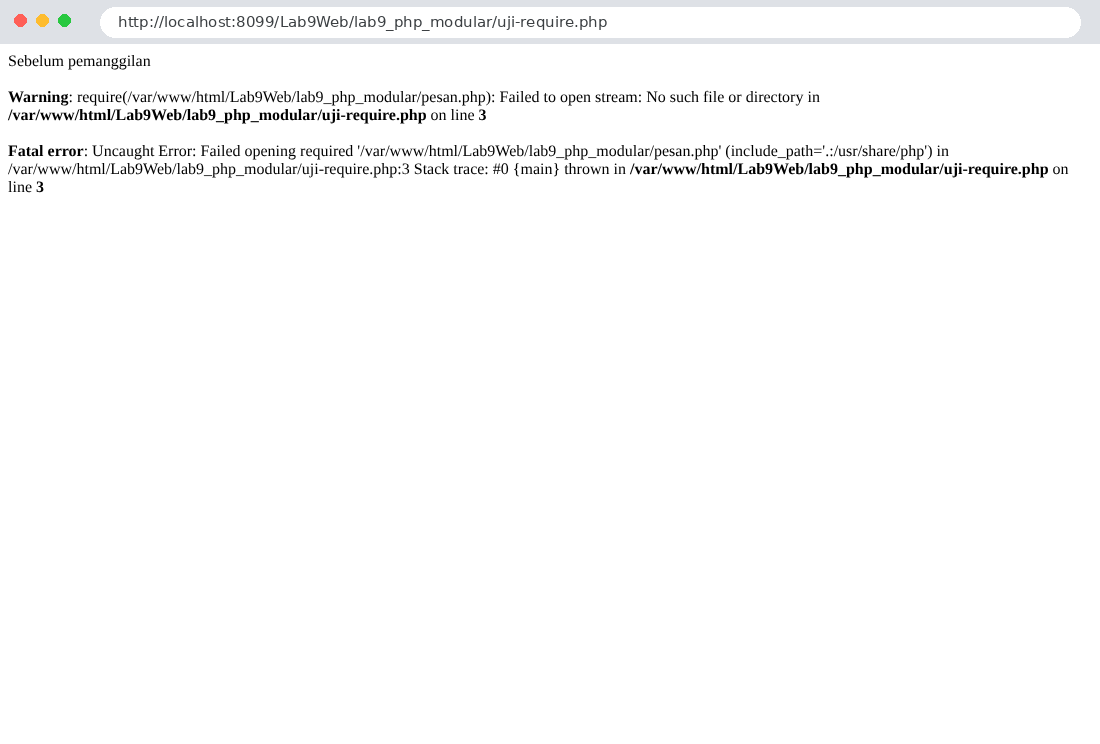 http://localhost:8099/Lab9Web/lab9_php_modular/uji-require.php
Sebelum pemanggilan
Warning: require(/var/www/html/Lab9Web/lab9_php_modular/pesan.php): Failed to open stream: No such file or directory in
/var/www/html/Lab9Web/lab9_php_modular/uji-require.php on line 3
Fatal error: Uncaught Error: Failed opening required '/var/www/html/Lab9Web/lab9_php_modular/pesan.php' (include_path='.:/usr/share/php') in
/var/www/html/Lab9Web/lab9_php_modular/uji-require.php:3 Stack trace: #0 {main} thrown in /var/www/html/Lab9Web/lab9_php_modular/uji-require.php on
line 3